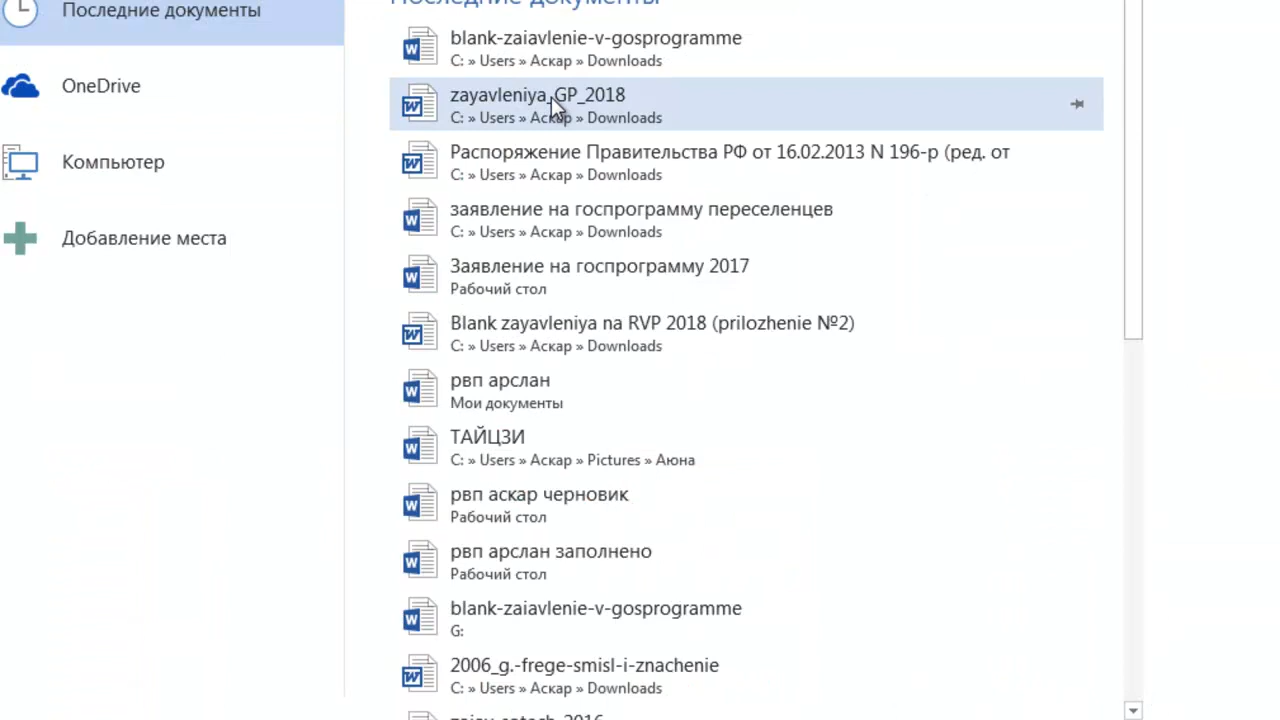 Последние документы
Последние документы
OneDrive
Компьютер
Добавление места
blank-zaiavlenie-v-gosprogramme
C: » Users » Аскар » Downloads
zayavleniya_GP_2018
C: » Users » Аскар » Downloads
Распоряжение Правительства РФ от 16.02.2013 N 196-р (ред. от
C: » Users » Аскар » Downloads
заявление на госпрограмму переселенцев
C: » Users » Аскар » Downloads
Заявление на госпрограмму 2017
Рабочий стол
Blank zayavleniya na RVP 2018 (prilozhenie №2)
C: » Users » Аскар » Downloads
рвп арслан
Мои документы
ТАЙЦЗИ
C: » Users » Аскар » Pictures » Аюна
рвп аскар черновик
Рабочий стол
рвп арслан заполнено
Рабочий стол
blank-zaiavlenie-v-gosprogramme
G:
2006_g.-frege-smisl-i-znachenie
C: » Users » Аскар » Downloads